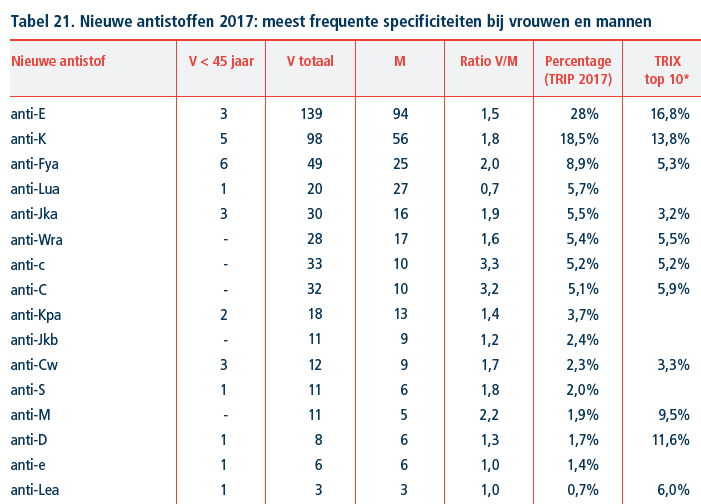 Tabel 21. Nieuwe antistoffen 2017: meest frequente specificiteiten bij vrouwen en mannen
Nieuwe antistof V < 45 jaar V totaal M Ratio V/M Percentage (TRIP 2017) TRIX top 10*
anti-E 3 139 94 1,5 28% 16,8%
anti-K 5 98 56 1,8 18,5% 13,8%
anti-Fya 6 49 25 2,0 8,9% 5,3%
anti-Lua 1 20 27 0,7 5,7%
anti-Jka 3 30 16 1,9 5,5% 3,2%
anti-Wra - 28 17 1,6 5,4% 5,5%
anti-c - 33 10 3,3 5,2% 5,2%
anti-C - 32 10 3,2 5,1% 5,9%
anti-Kpa 2 18 13 1,4 3,7%
anti-Jkb - 11 9 1,2 2,4%
anti-Cw 3 12 9 1,7 2,3% 3,3%
anti-S 1 11 6 1,8 2,0%
anti-M - 11 5 2,2 1,9% 9,5%
anti-D 1 8 6 1,3 1,7% 11,6%
anti-e 1 6 6 1,0 1,4%
anti-Lea 1 3 3 1,0 0,7% 6,0%